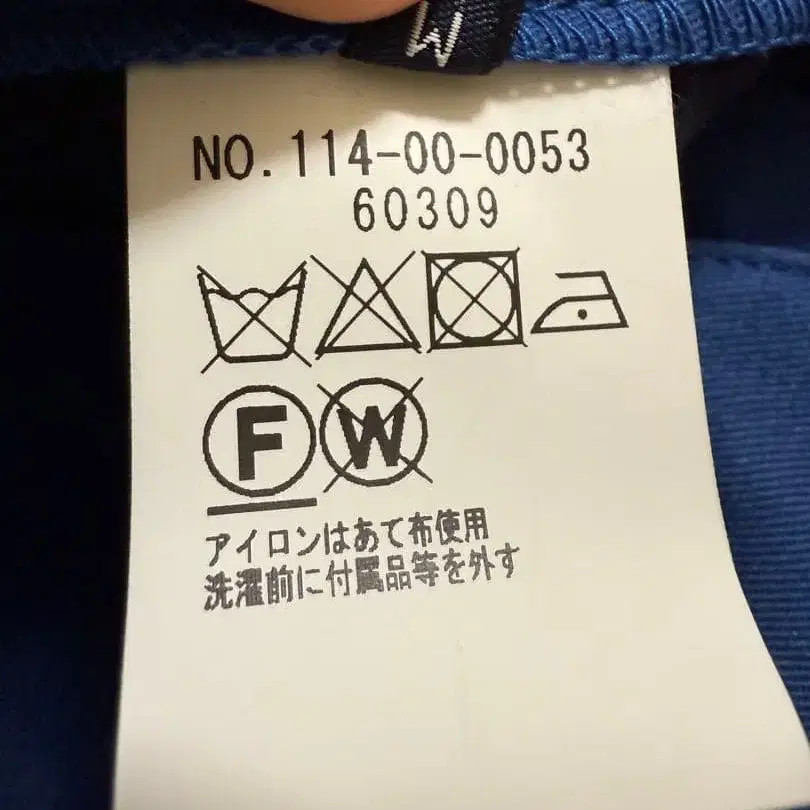 M
NO. 114-00-0053
60309
F W
アイロンはあて布使用
洗濯前に付属品等を外す